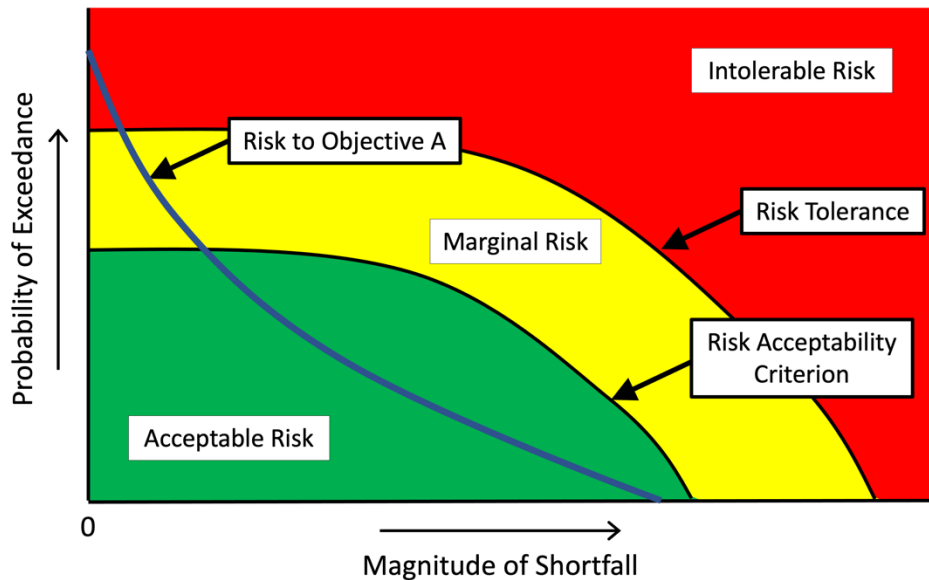 Intolerable Risk
Risk to Objective A
Risk Tolerance
Marginal Risk
Probability of Exceedance
Risk Acceptability
Criterion
Acceptable Risk
0
Magnitude of Shortfall